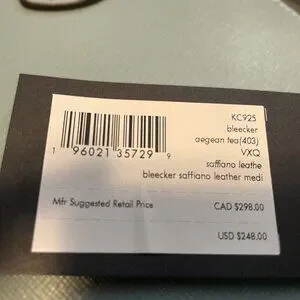 KC925
bleecker
aegean tea(403)
VXQ
saffiano leathe
bleecker saffiano leather medi
1 96021 35729 9
Mfr Suggested Retail Price CAD $298.00
USD $248.00